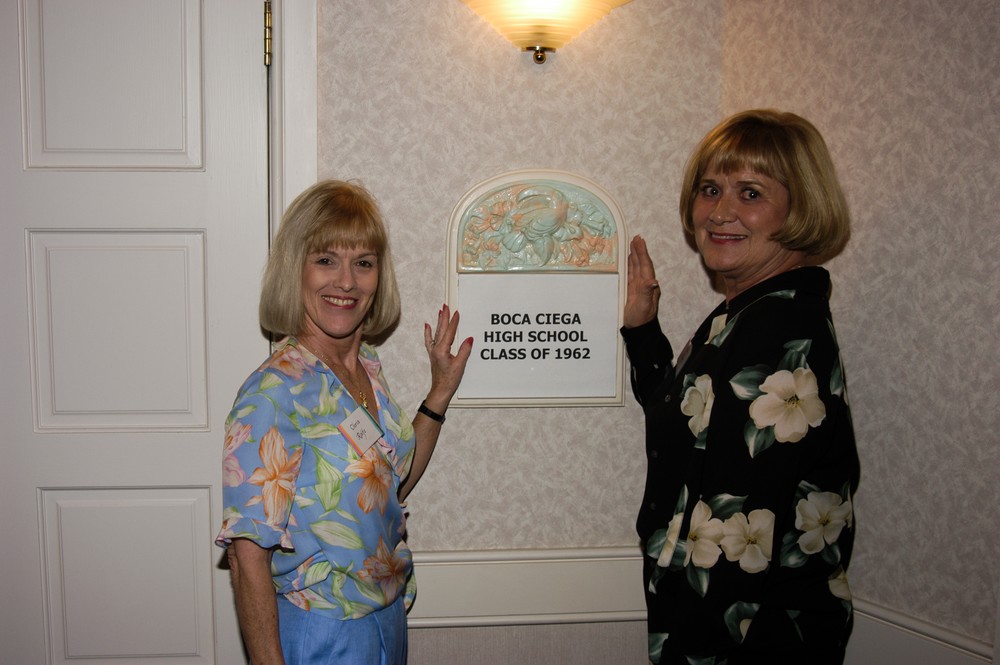 BOCA CIEGA
HIGH SCHOOL
CLASS OF 1962